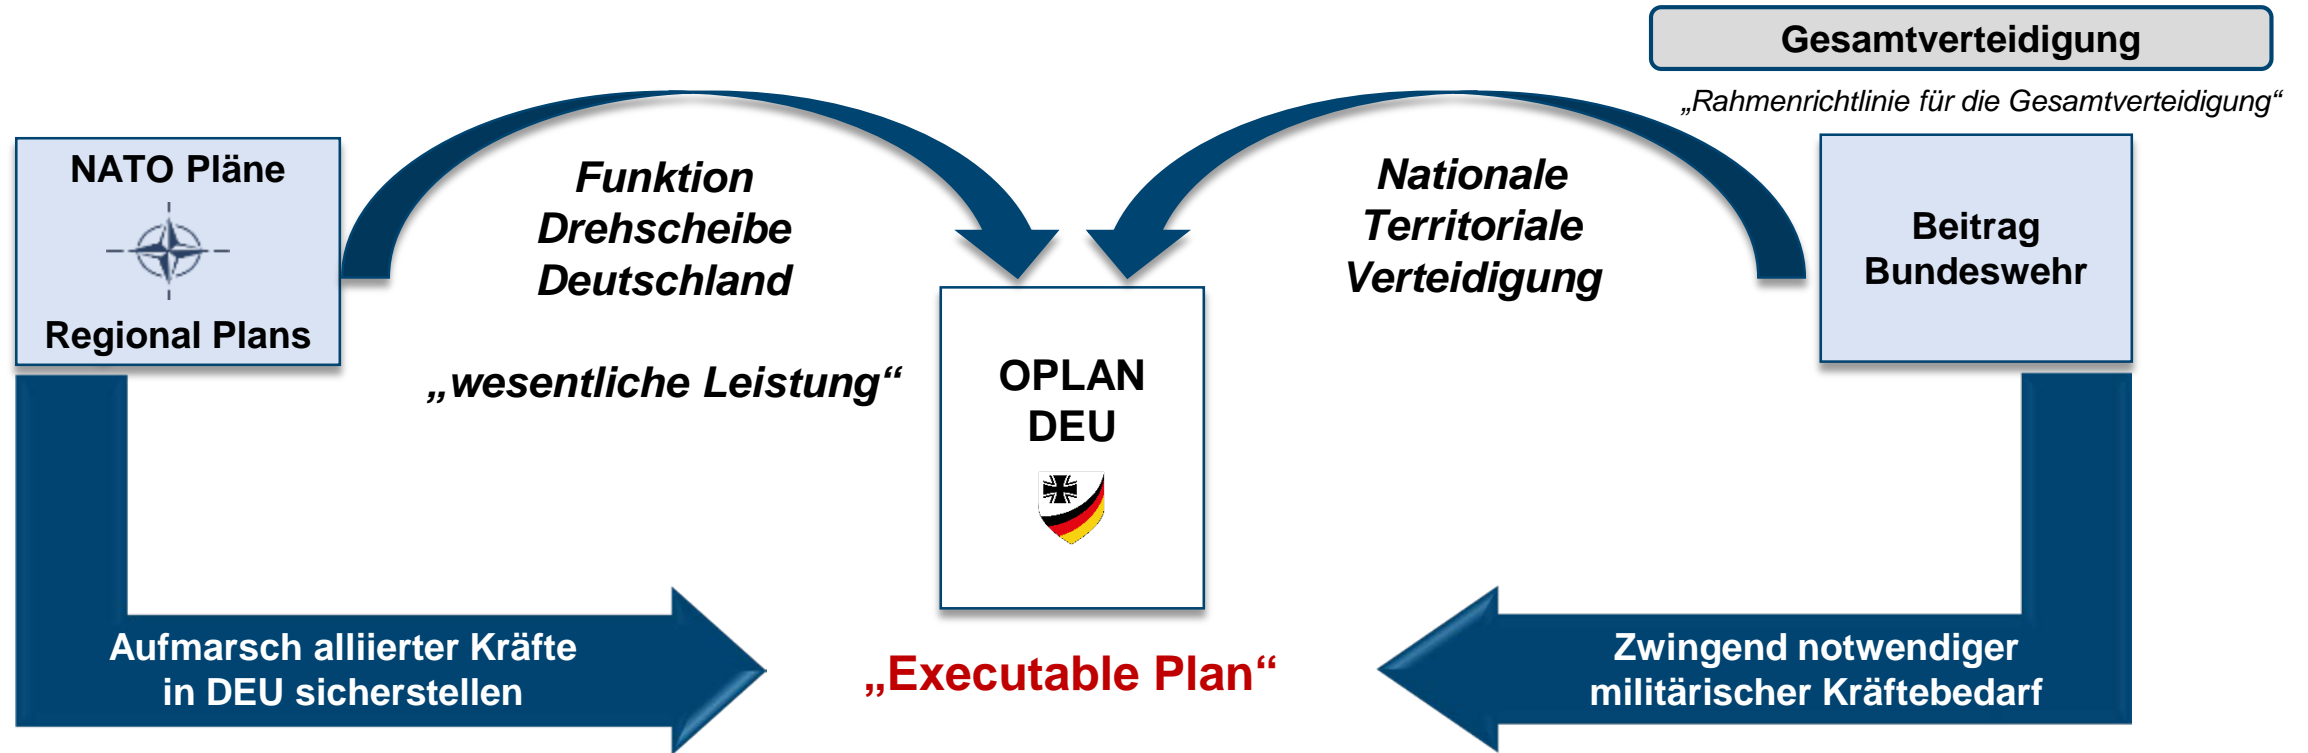 Gesamtverteidigung
„Rahmenrichtlinie für die Gesamtverteidigung“
NATO Pläne
Regional Plans
Funktion
Drehscheibe
Deutschland
„wesentliche Leistung“
OPLAN
DEU
Nationale
Territoriale
Verteidigung
Beitrag
Bundeswehr
Aufmarsch alliierter Kräfte
in DEU sicherstellen
„Executable Plan“
Zwingend notwendiger
militärischer Kräftebedarf